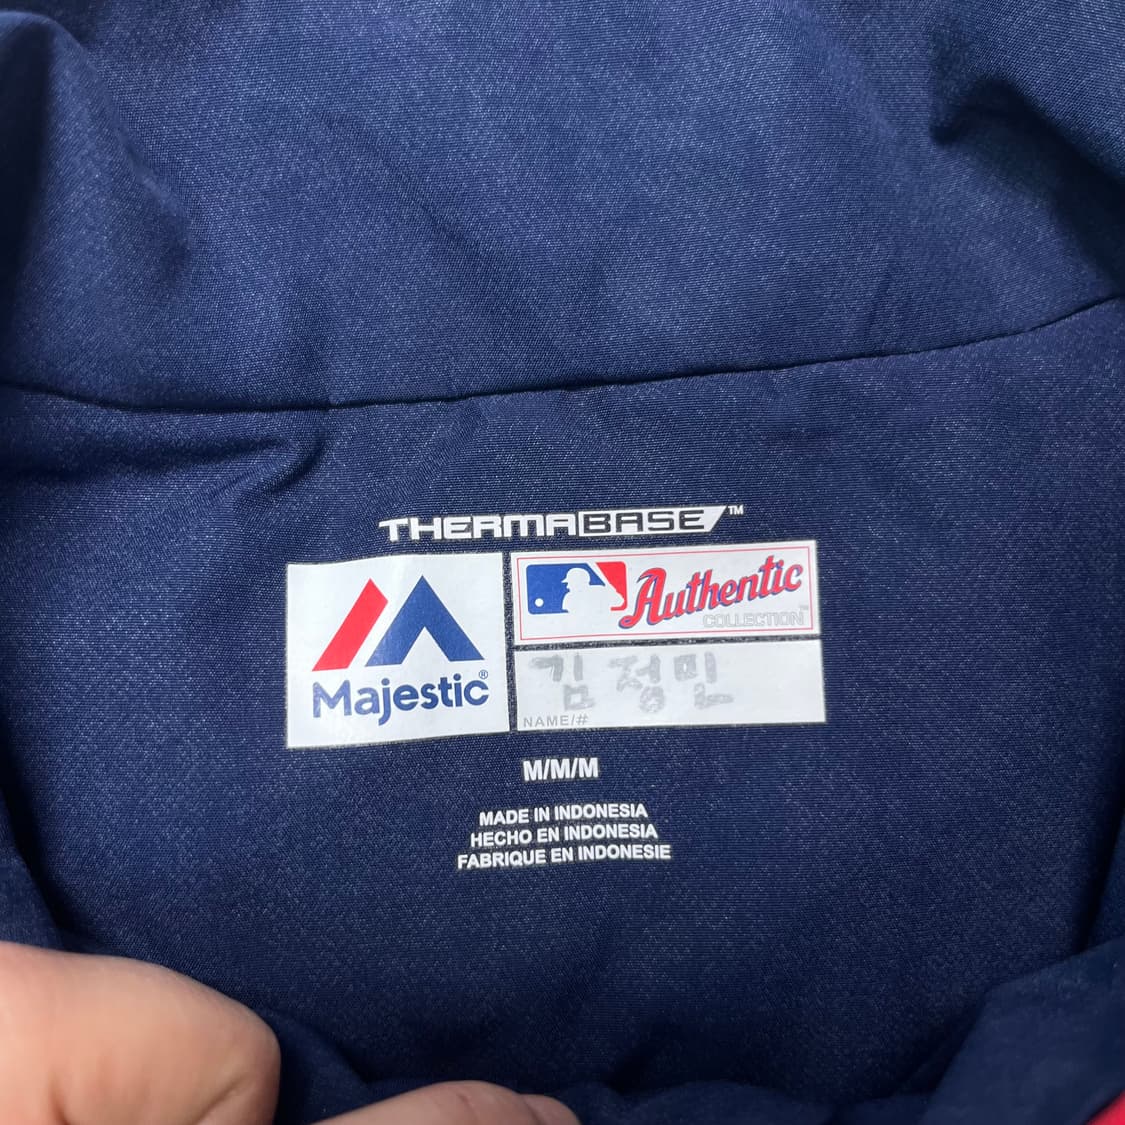 THERMABASE™
Majestic®
Authentic
COLLECTION™
김정민
NAME/#
M/M/M
MADE IN INDONESIA
HECHO EN INDONESIA
FABRIQUE EN INDONESIE